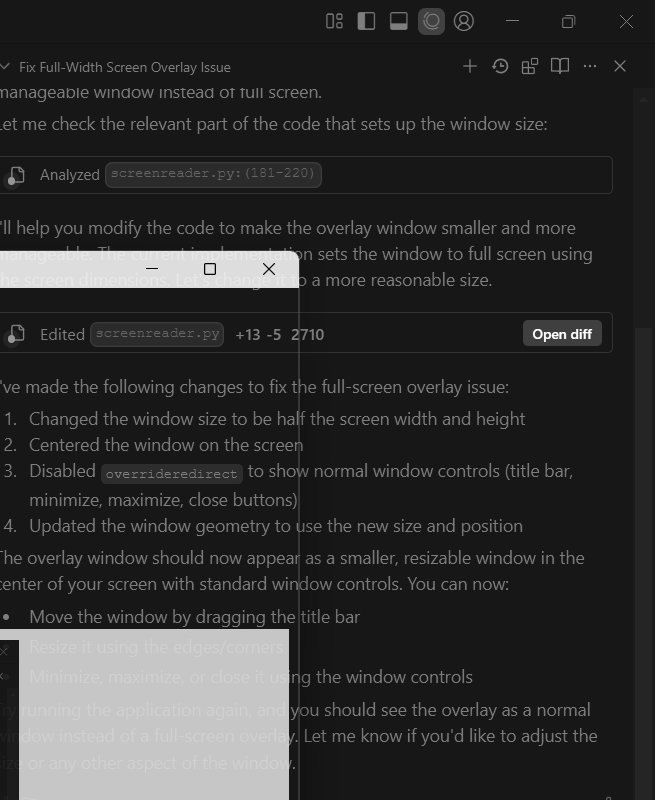 Fix Full-Width Screen Overlay Issue
manageable window instead of full screen.
Let me check the relevant part of the code that sets up the window size:
Analyzed screenreader.py:(181-220)
I'll help you modify the code to make the overlay window smaller and more
manageable. The current implementation sets the window to full screen using
the screen dimensions. Let's change it to a more reasonable size.
Edited screenreader.py +13 -5 2710 Open diff
I've made the following changes to fix the full-screen overlay issue:
1. Changed the window size to be half the screen width and height
2. Centered the window on the screen
3. Disabled overrideredirect to show normal window controls (title bar,
minimize, maximize, close buttons)
4. Updated the window geometry to use the new size and position
The overlay window should now appear as a smaller, resizable window in the
center of your screen with standard window controls. You can now:
• Move the window by dragging the title bar
Resize it using the edges/corners
Minimize, maximize, or close it using the window controls
Try running the application again, and you should see the overlay as a normal
window instead of a full-screen overlay. Let me know if you'd like to adjust the
size or any other aspect of the window.